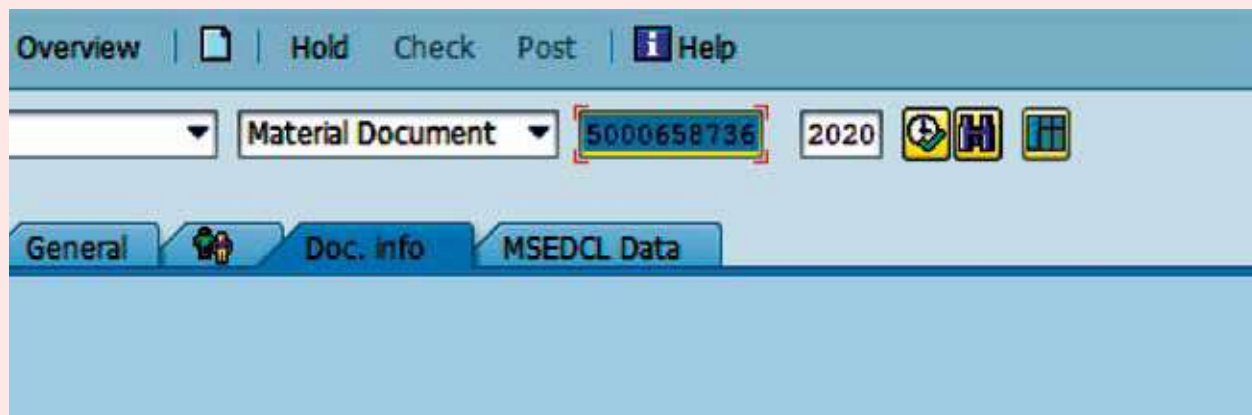 Overview Hold Check Post Help
Material Document 5000658736 2020
General Doc. info MSEDCL Data